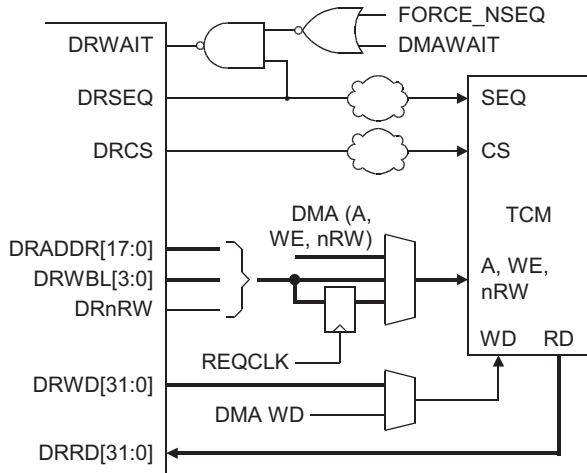 FORCE_NSEQ
DRWAIT
DMAWAIT
DRSEQ
SEQ
DRCS
CS
TCM
DMA (A,
WE, nRW)
DRADDR[17:0]
DRWBL[3:0]
A, WE,
nRW
DRnRW
WD RD
REQCLK
DRWD[31:0]
DMA WD
DRRD[31:0]